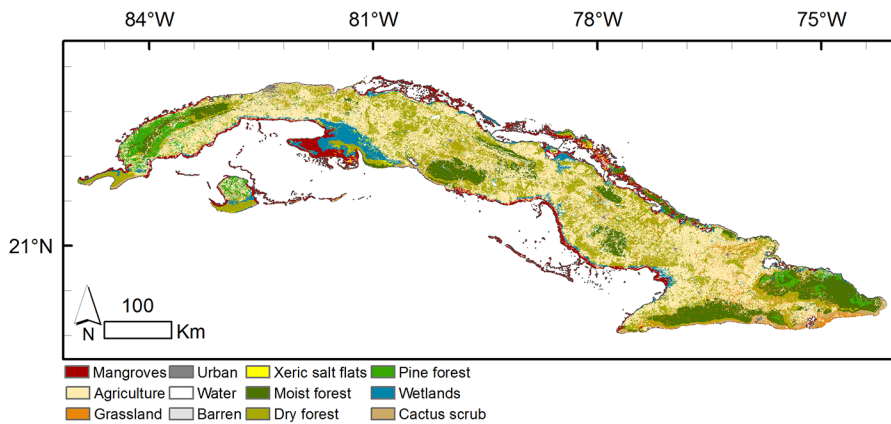 84°W 81°W 78°W 75°W
21°N
100
N Km
Mangroves Urban Xeric salt flats Pine forest
Agriculture Water Moist forest Wetlands
Grassland Barren Dry forest Cactus scrub